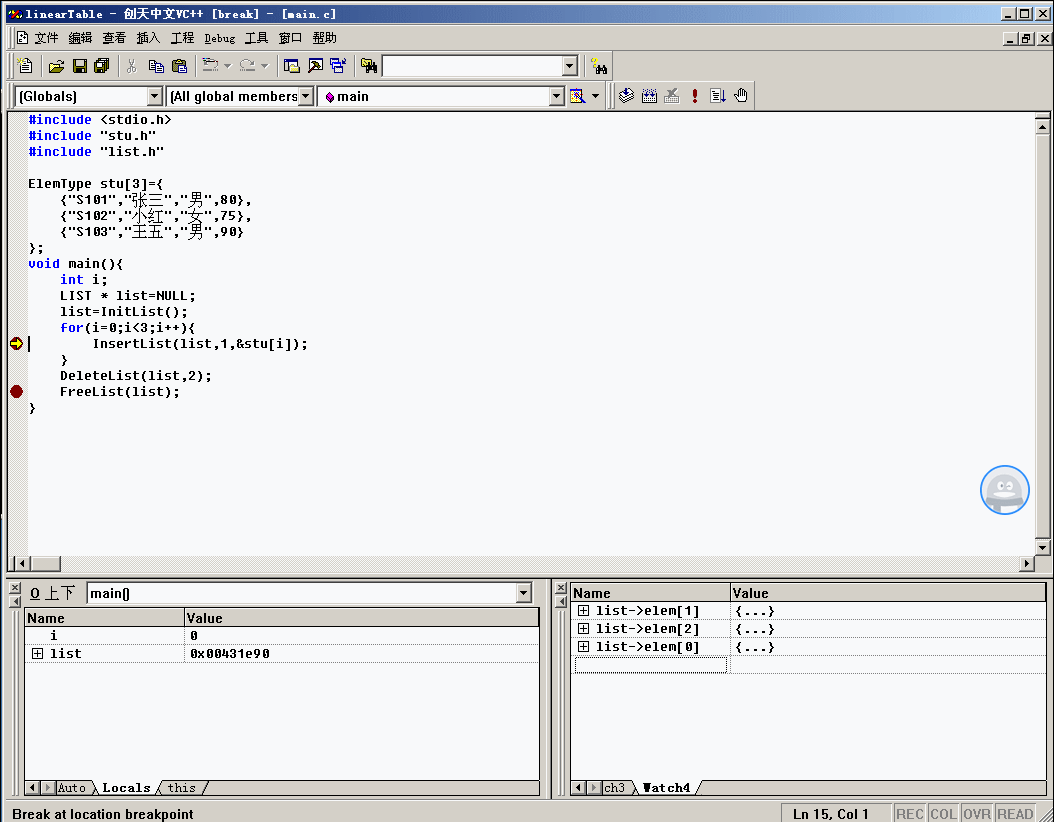 linearTable - 创天中文VC++ [break] - [main.c]
文件 编辑 查看 插入 工程 Debug 工具 窗口 帮助
(Globals) (All global members main
#include <stdio.h>
#include "stu.h"
#include "list.h"
ElemType stu[3]={
{"S101","张三","男",80},
{"S102","小红","女",75},
{"S103","王五","男",90}
};
void main(){
int i;
LIST * list=NULL;
list=InitList();
for(i=0;i<3;i++){
InsertList(list,1,&stu[i]);
}
DeleteList(list,2);
FreeList(list);
}
O 上下 main()
Name Value
i 0
list 0x00431e90
Auto Locals this
Name Value
list->elem[1] {...}
list->elem[2] {...}
list->elem[0] {...}
ch3 Watch4
Break at location breakpoint Ln 15, Col 1 REC COL OVR READ